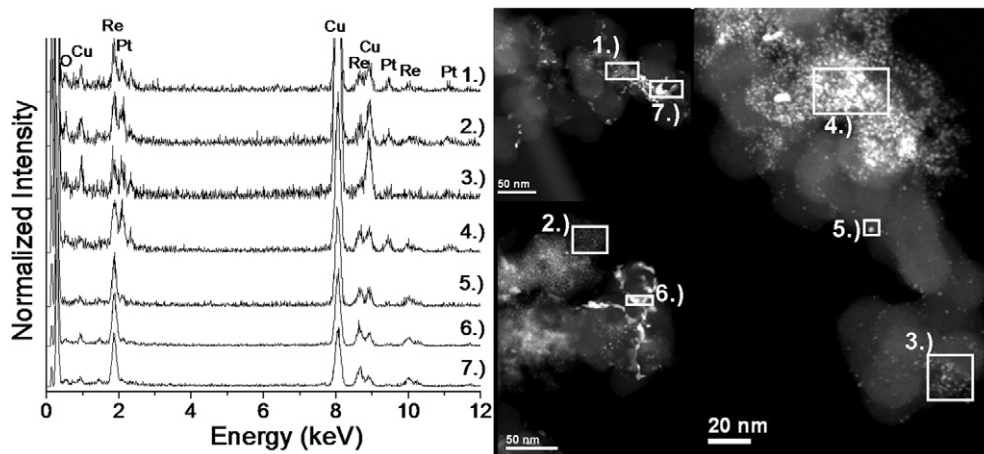 Re
Cu
O
Cu
Pt
Cu
Re
Pt
Re
Pt
1.)
2.)
3.)
4.)
5.)
6.)
7.)
Normalized Intensity
0 2 4 6 8 10 12
Energy (keV)
1.)
7.)
50 nm
2.)
6.)
50 nm
4.)
5.)
3.)
20 nm